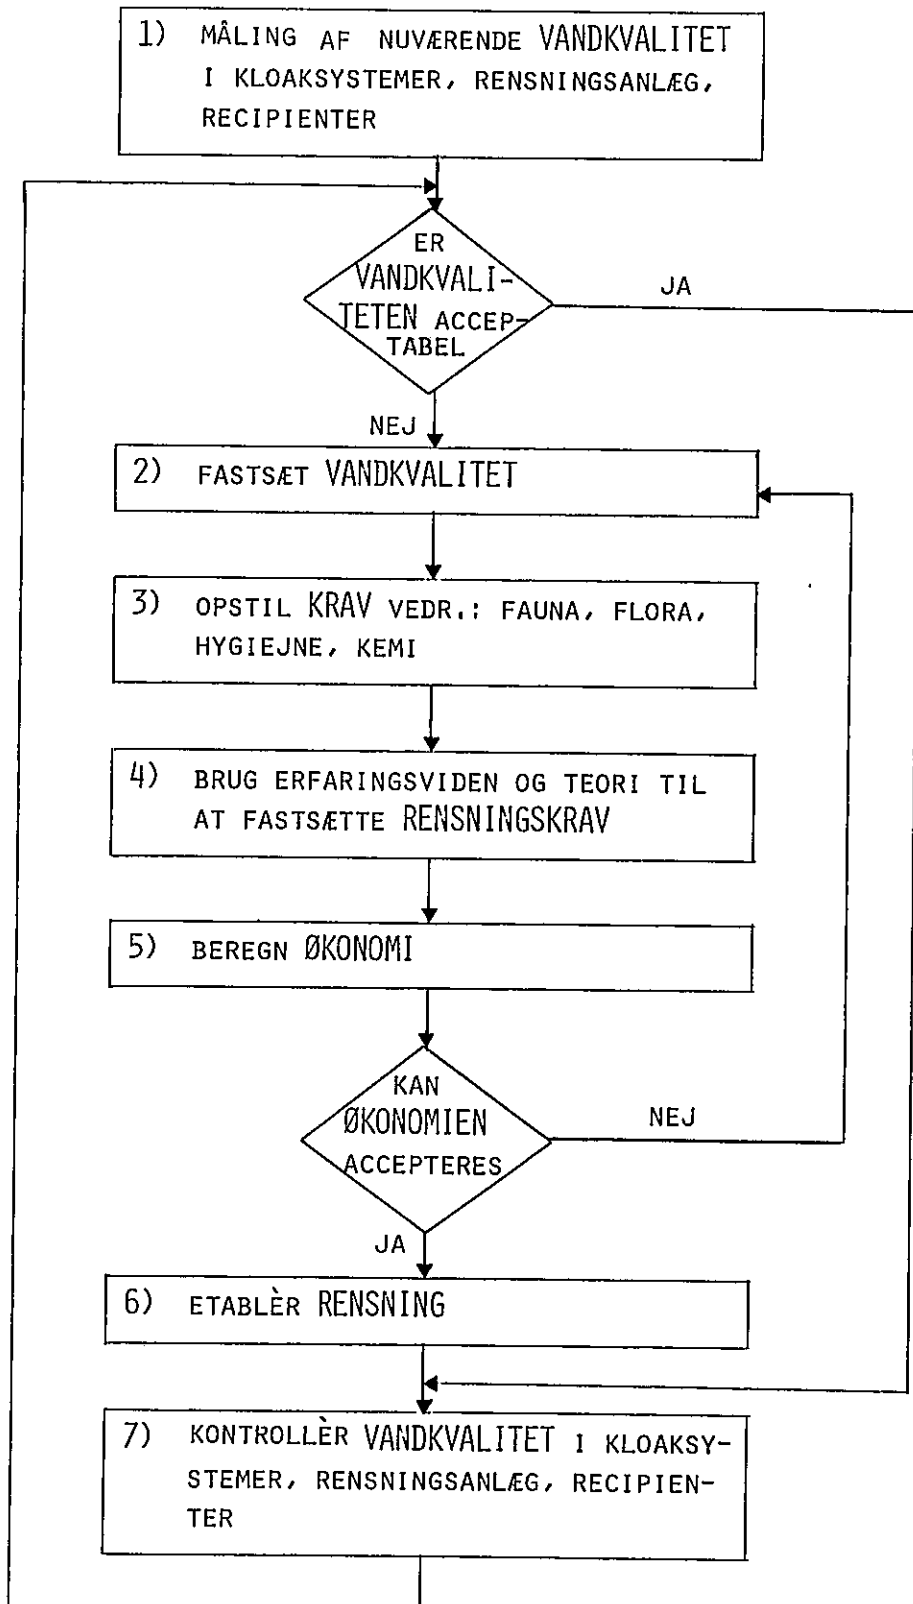 1) MÅLING AF NUVÆRENDE VANDKVALITET
I KLOAKSYSTEMER, RENSNINGSANLÆG,
RECIPIENTER
ER
VANDKVALI-
TETEN ACCEP-
TABEL
JA
NEJ
2) FASTSÆT VANDKVALITET
3) OPSTIL KRAV VEDR.: FAUNA, FLORA,
HYGIEJNE, KEMI
4) BRUG ERFARINGSVIDEN OG TEORI TIL
AT FASTSÆTTE RENSNINGSKRAV
5) BEREGN ØKONOMI
KAN
ØKONOMIEN
ACCEPTERES
NEJ
JA
6) ETABLÈR RENSNING
7) KONTROLLÈR VANDKVALITET I KLOAKSY-
STEMER, RENSNINGSANLÆG, RECIPIEN-
TER